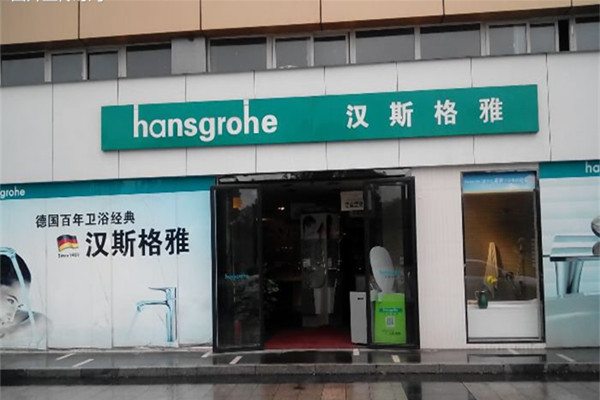 hansgrohe 汉斯格雅
grohe
德国百年卫浴经典
汉斯格雅
Since 1901
hans